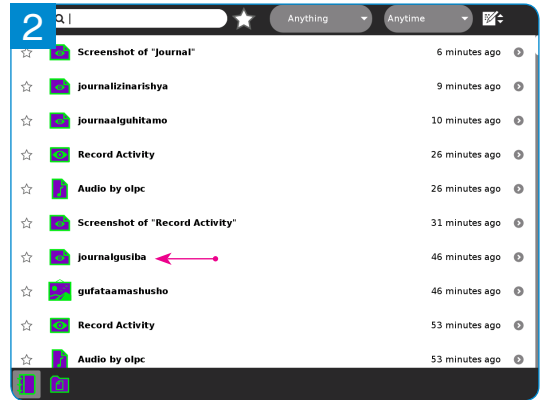 2
Anything
Anytime
Screenshot of "Journal" 6 minutes ago
journalizinarishya 9 minutes ago
journaalguhitamo 10 minutes ago
Record Activity 26 minutes ago
Audio by olpc 26 minutes ago
Screenshot of "Record Activity" 31 minutes ago
journalgusiba 46 minutes ago
gufataamashusho 46 minutes ago
Record Activity 53 minutes ago
Audio by olpc 53 minutes ago